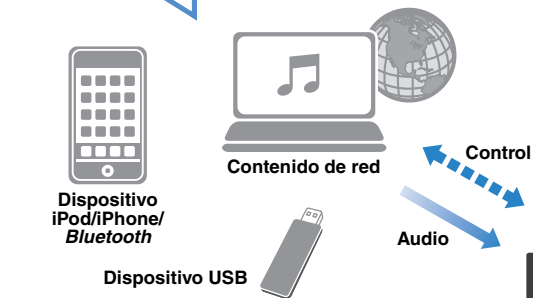 Contenido de red
Control
Dispositivo
iPod/iPhone/
Bluetooth
Audio
Dispositivo USB